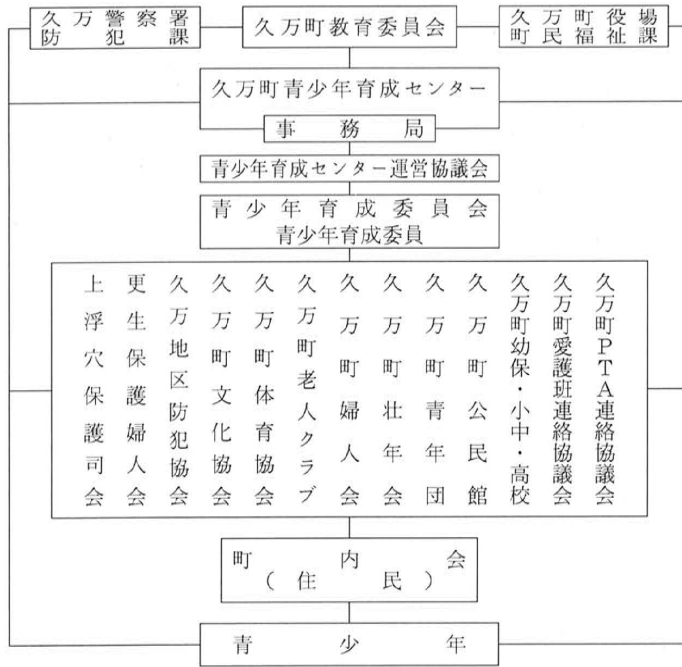 久万警察署
防犯課
久万町教育委員会
久万町役場
町民福祉課
久万町青少年育成センター
事務局
青少年育成センター運営協議会
青少年育成委員会
青少年育成委員
久万町PTA連絡協議会
久万町愛護班連絡協議会
久万町幼保・小中・高校
久万町公民館
久万町青年団
久万町壮年会
久万町婦人会
久万町老人クラブ
久万町体育協会
久万町文化協会
久万地区防犯協会
更生保護婦人会
上浮穴保護司会
町内会
(住民)
青少年